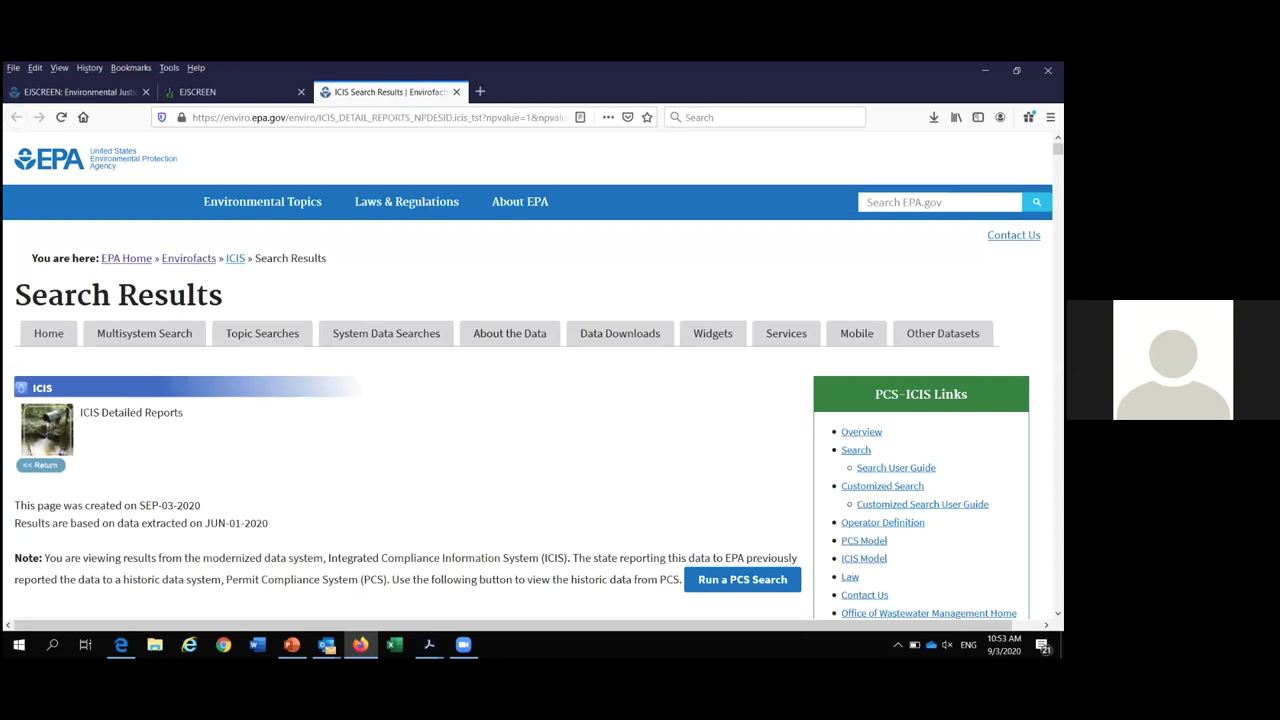 File Edit View History Bookmarks Tools Help
EJSCREEN: Environmental Justi
EJSCREEN
ICIS Search Results | Envirofacts
https://enviro.epa.gov/enviro/ICIS_DETAIL_REPORTS_NPDESID.icis_tst?npvalue=1&npvalu
Search
EPA
United States
Environmental Protection
Agency
Environmental Topics
Laws & Regulations
About EPA
Search EPA.gov
Contact Us
You are here: EPA Home » Envirofacts » ICIS » Search Results
Search Results
Home
Multisystem Search
Topic Searches
System Data Searches
About the Data
Data Downloads
Widgets
Services
Mobile
Other Datasets
ICIS
ICIS Detailed Reports
<< Return
This page was created on SEP-03-2020
Results are based on data extracted on JUN-01-2020
Note: You are viewing results from the modernized data system, Integrated Compliance Information System (ICIS). The state reporting this data to EPA previously
reported the data to a historic data system, Permit Compliance System (PCS). Use the following button to view the historic data from PCS. Run a PCS Search
PCS-ICIS Links
Overview
Search
Search User Guide
Customized Search
Customized Search User Guide
Operator Definition
PCS Model
ICIS Model
Law
Contact Us
Office of Wastewater Management Home
ENG
10:53 AM
9/3/2020
21